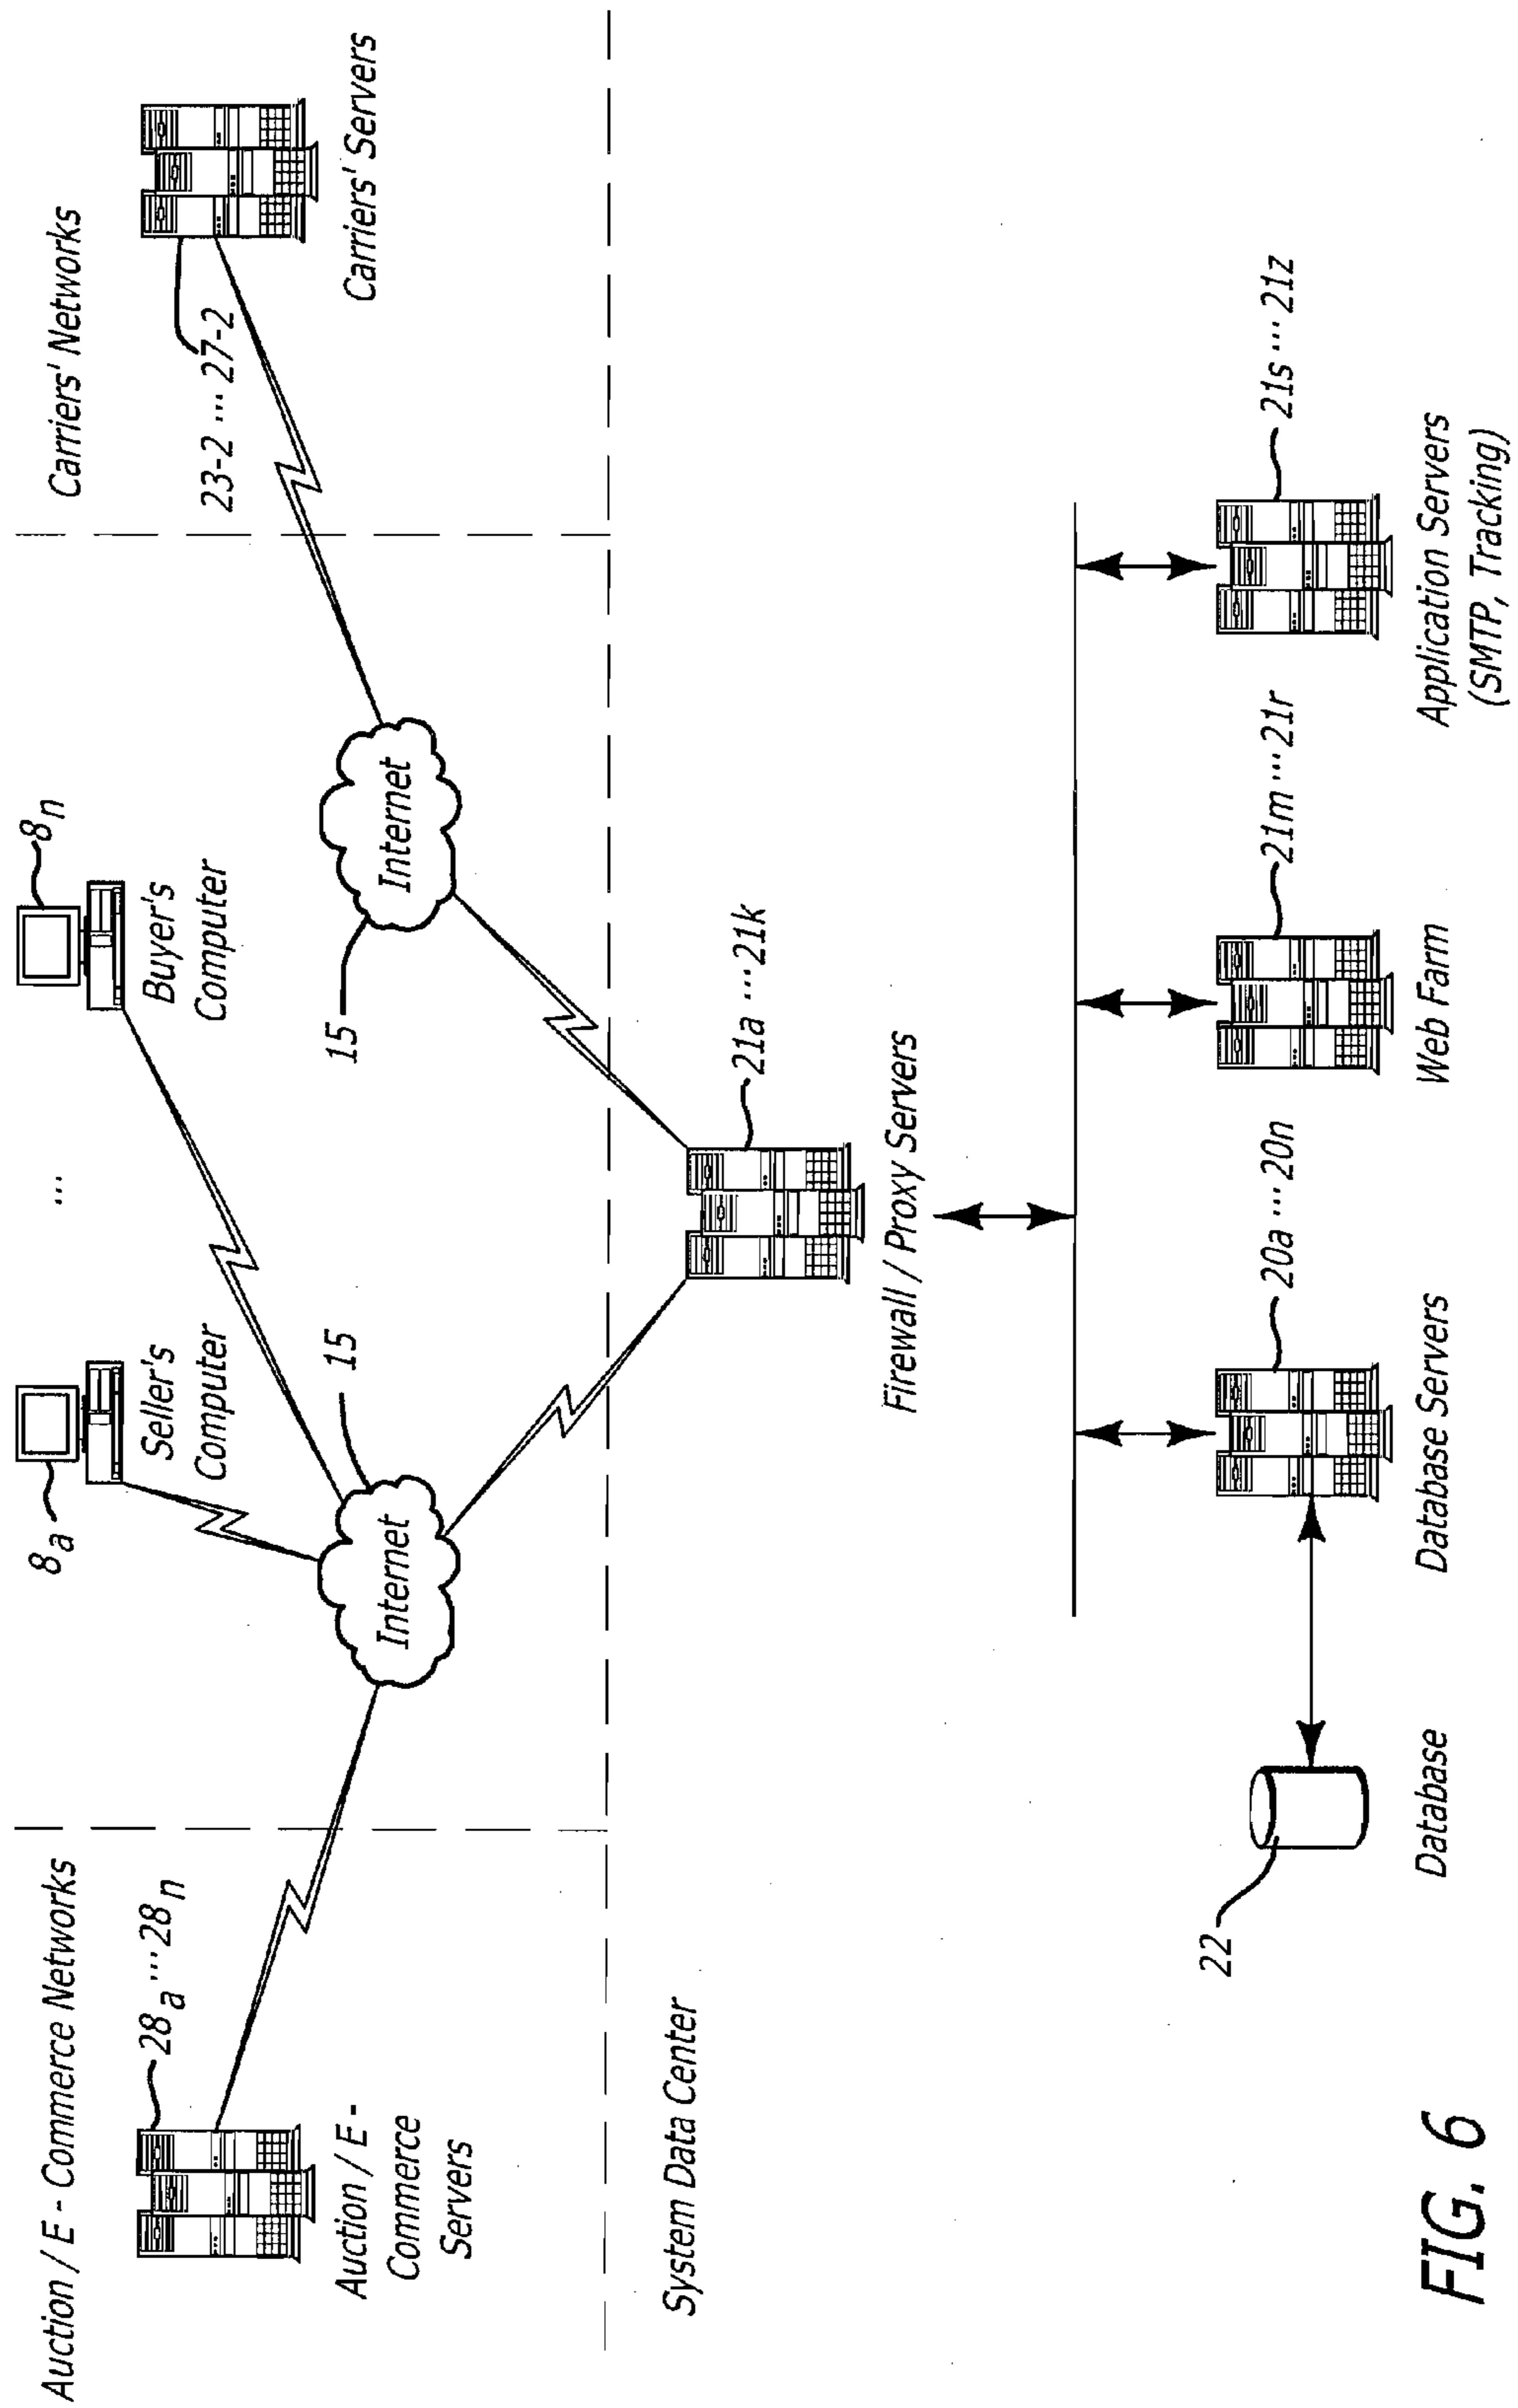 Auction / E - Commerce Networks
Carriers' Networks
8a
8n
...
28a ... 28n
Seller's
Computer
Buyer's
Computer
23-2 ... 27-2
Auction / E -
Commerce
Servers
15
15
Carriers' Servers
Internet
Internet
System Data Center
21a ... 21k
Firewall / Proxy Servers
22
20a ... 20n
21m ... 21r
21s ... 21z
Database
Database Servers
Web Farm
Application Servers
(SMTP, Tracking)
FIG. 6